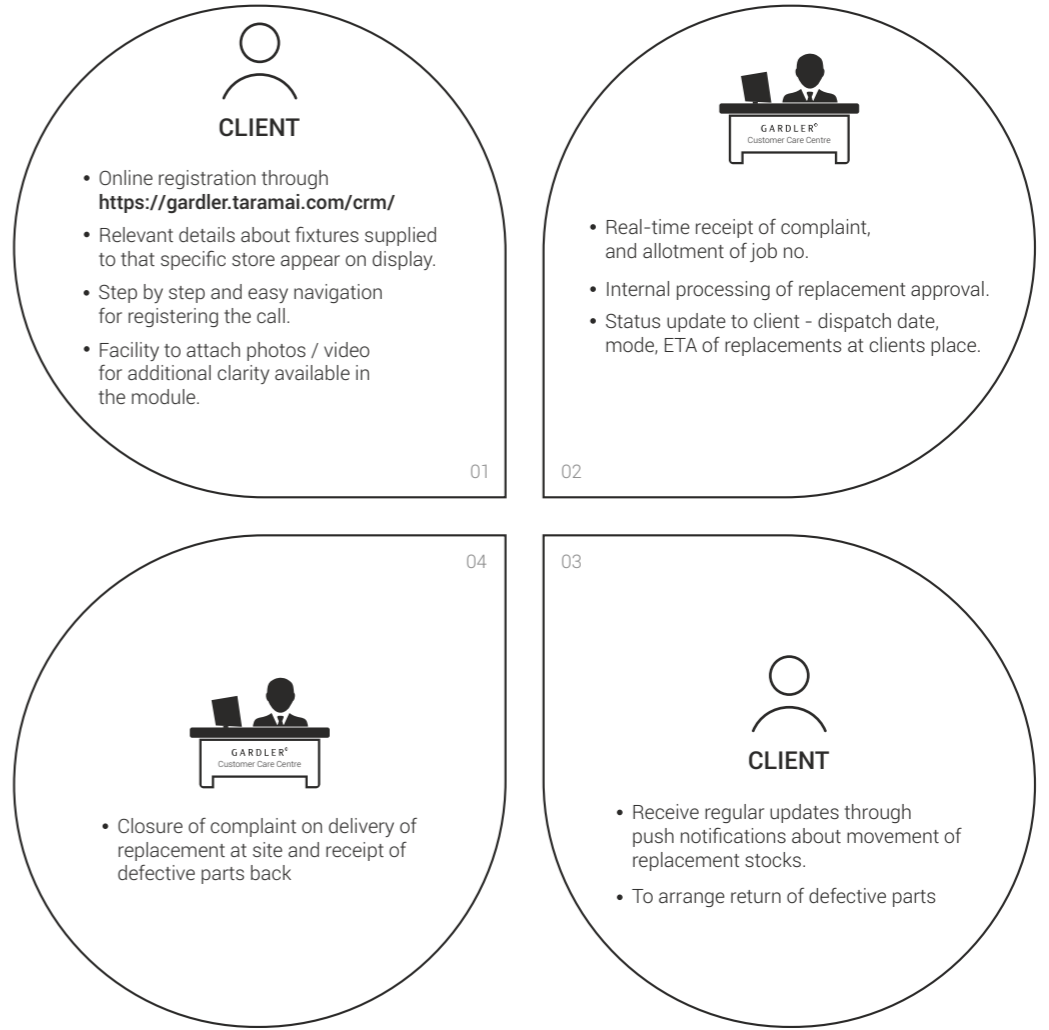 CLIENT
• Online registration through
https://gardler.taramai.com/crm/
• Relevant details about fixtures supplied
to that specific store appear on display.
• Step by step and easy navigation
for registering the call.
• Facility to attach photos / video
for additional clarity available in
the module.
01
GARDLER©
Customer Care Centre
• Real-time receipt of complaint,
and allotment of job no.
• Internal processing of replacement approval.
• Status update to client - dispatch date,
mode, ETA of replacements at clients place.
02
03
CLIENT
• Receive regular updates through
push notifications about movement of
replacement stocks.
• To arrange return of defective parts
04
GARDLER©
Customer Care Centre
• Closure of complaint on delivery of
replacement at site and receipt of
defective parts back